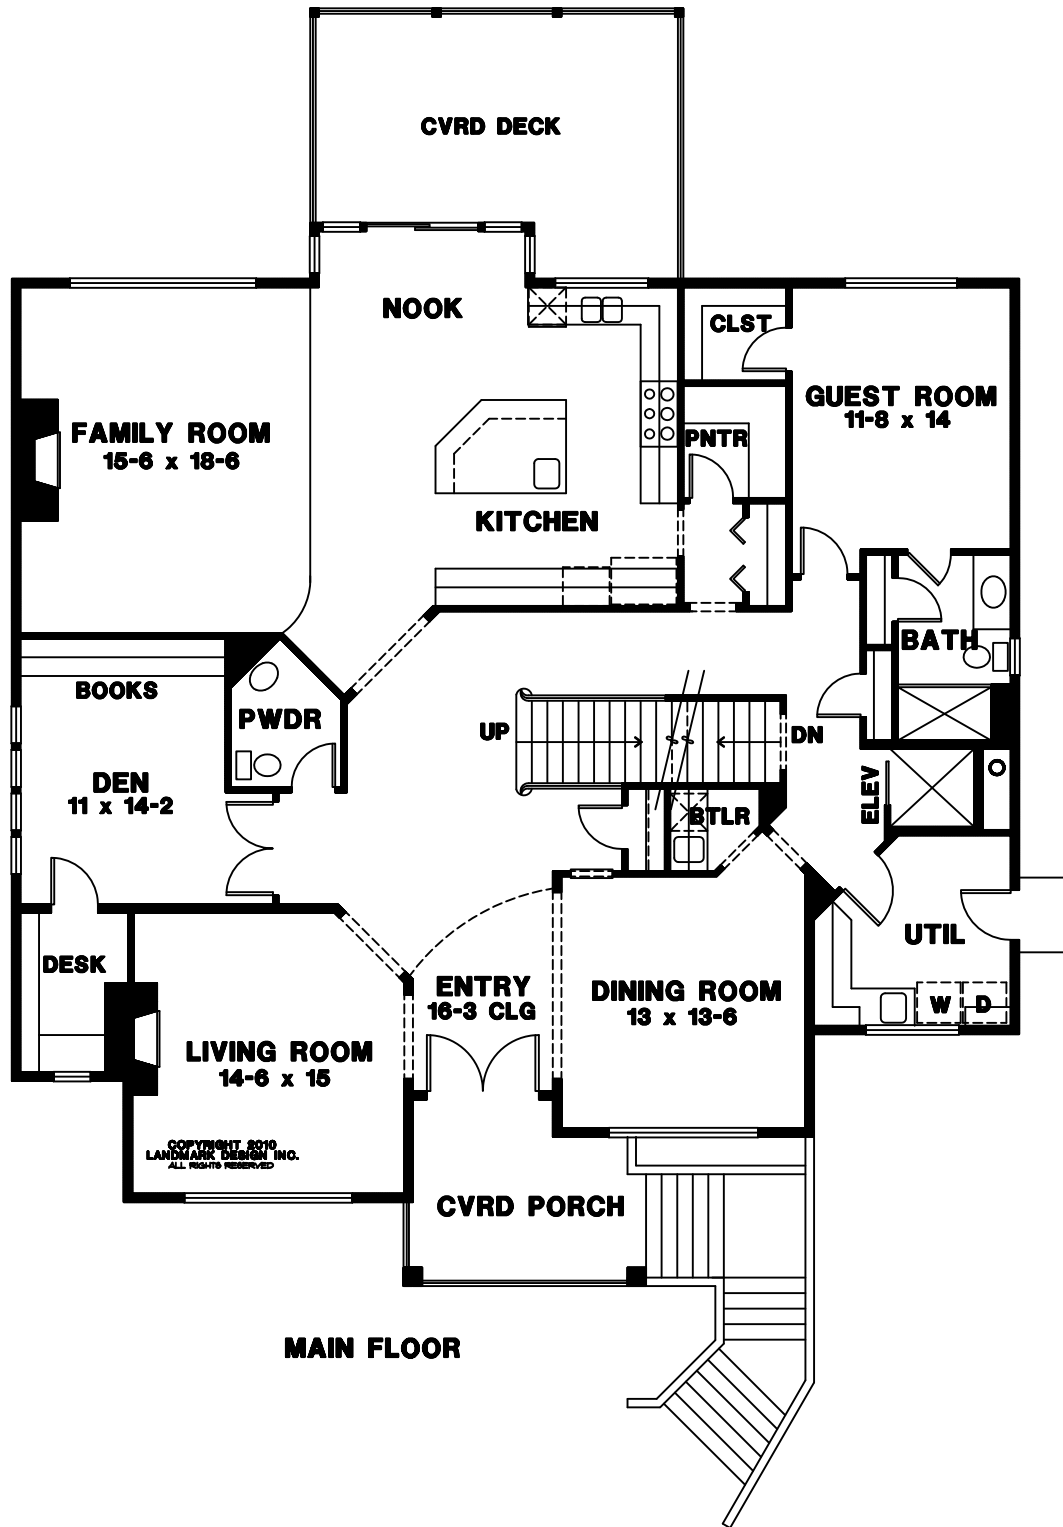 CVRD DECK
NOOK
CLST
GUEST ROOM
11-8 x 14
FAMILY ROOM
15-6 x 18-6
PNTR
KITCHEN
BATH
BOOKS
PWDR
UP
DN
DEN
11 x 14-2
ELEV
BTLR
UTIL
DESK
ENTRY
16-3 CLG
DINING ROOM
13 x 13-6
W
D
LIVING ROOM
14-6 x 15
COPYRIGHT 2010
LANDMARK DESIGN INC.
ALL RIGHTS RESERVED
CVRD PORCH
MAIN FLOOR